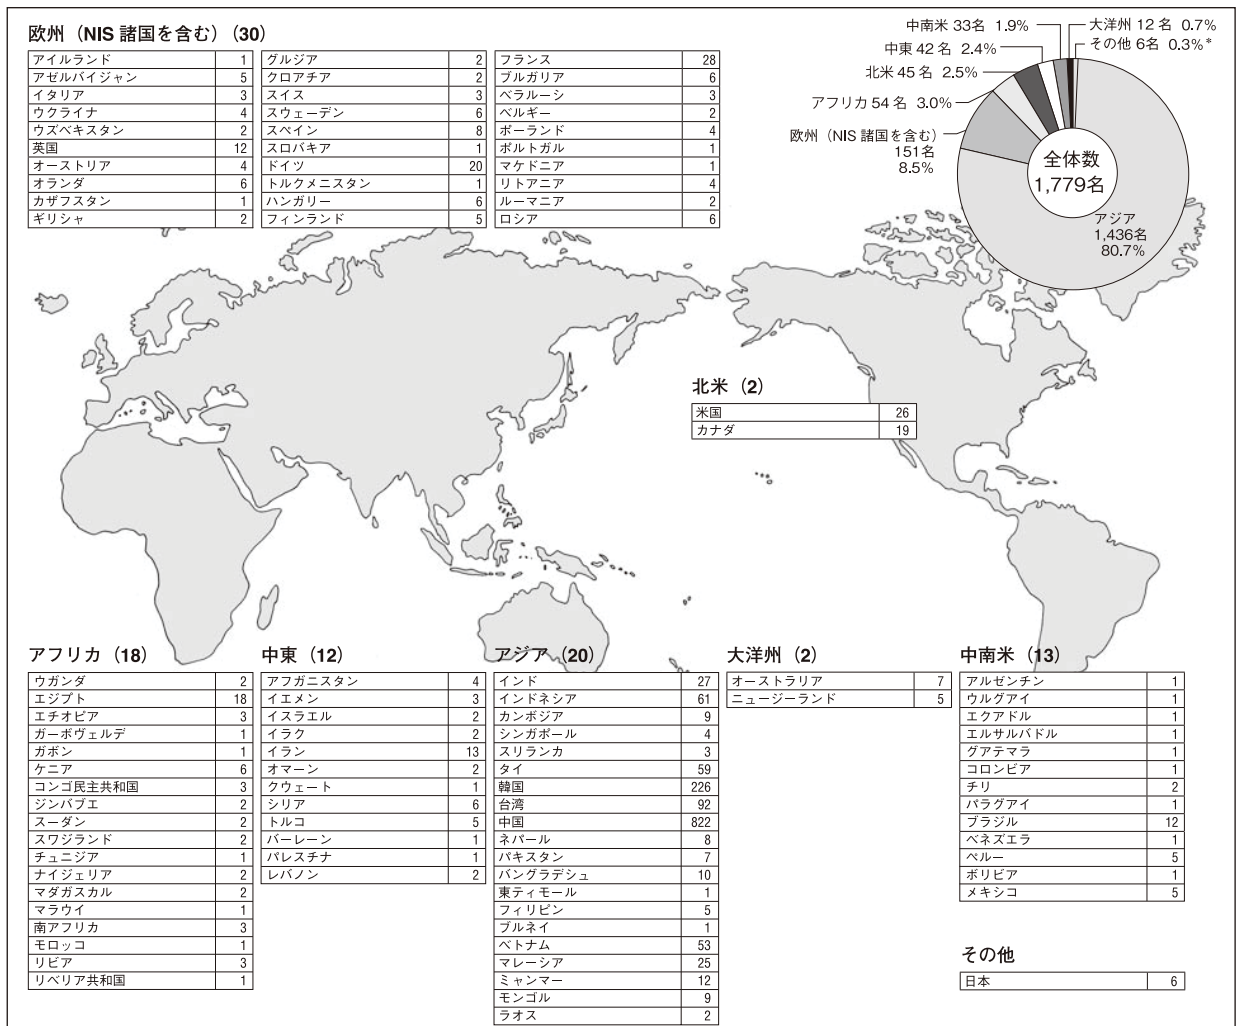 欧州（NIS 諸国を含む）（30）
アイルランド 1
アゼルバイジャン 5
イタリア 3
ウクライナ 4
ウズベキスタン 2
英国 12
オーストリア 4
オランダ 6
カザフスタン 1
ギリシャ 2
グルジア 2
クロアチア 2
スイス 3
スウェーデン 6
スペイン 8
スロバキア 1
ドイツ 20
トルクメニスタン 1
ハンガリー 6
フィンランド 5
フランス 28
ブルガリア 6
ベラルーシ 3
ベルギー 2
ポーランド 4
ポルトガル 1
マケドニア 1
リトアニア 4
ルーマニア 2
ロシア 6
中南米 33名 1.9%
中東 42 名 2.4%
北米 45 名 2.5%
アフリカ 54 名 3.0%
欧州（NIS 諸国を含む）
151名
8.5%
大洋州 12 名 0.7%
その他 6名 0.3%*
全体数
1,779名
アジア
1,436名
80.7%
北米（2）
米国 26
カナダ 19
アフリカ（18）
ウガンダ 2
エジプト 18
エチオピア 3
ガーボヴェルデ 1
ガボン 1
ケニア 6
コンゴ民主共和国 3
ジンバブエ 2
スーダン 2
スワジランド 2
チュニジア 1
ナイジェリア 2
マダガスカル 2
マラウイ 1
南アフリカ 3
モロッコ 1
リビア 3
リベリア共和国 1
中東（12）
アフガニスタン 4
イエメン 3
イスラエル 2
イラク 2
イラン 13
オマーン 2
クウェート 1
シリア 6
トルコ 5
バーレーン 1
パレスチナ 1
レバノン 2
アジア（20）
インド 27
インドネシア 61
カンボジア 9
シンガポール 4
スリランカ 3
タイ 59
韓国 226
台湾 92
中国 822
ネパール 8
パキスタン 7
バングラデシュ 10
東ティモール 1
フィリピン 5
ブルネイ 1
ベトナム 53
マレーシア 25
ミャンマー 12
モンゴル 9
ラオス 2
大洋州（2）
オーストラリア 7
ニュージーランド 5
中南米（13）
アルゼンチン 1
ウルグアイ 1
エクアドル 1
エルサルバドル 1
グアテマラ 1
コロンビア 1
チリ 2
パラグアイ 1
ブラジル 12
ベネズエラ 1
ペルー 5
ボリビア 1
メキシコ 5
その他
日本 6